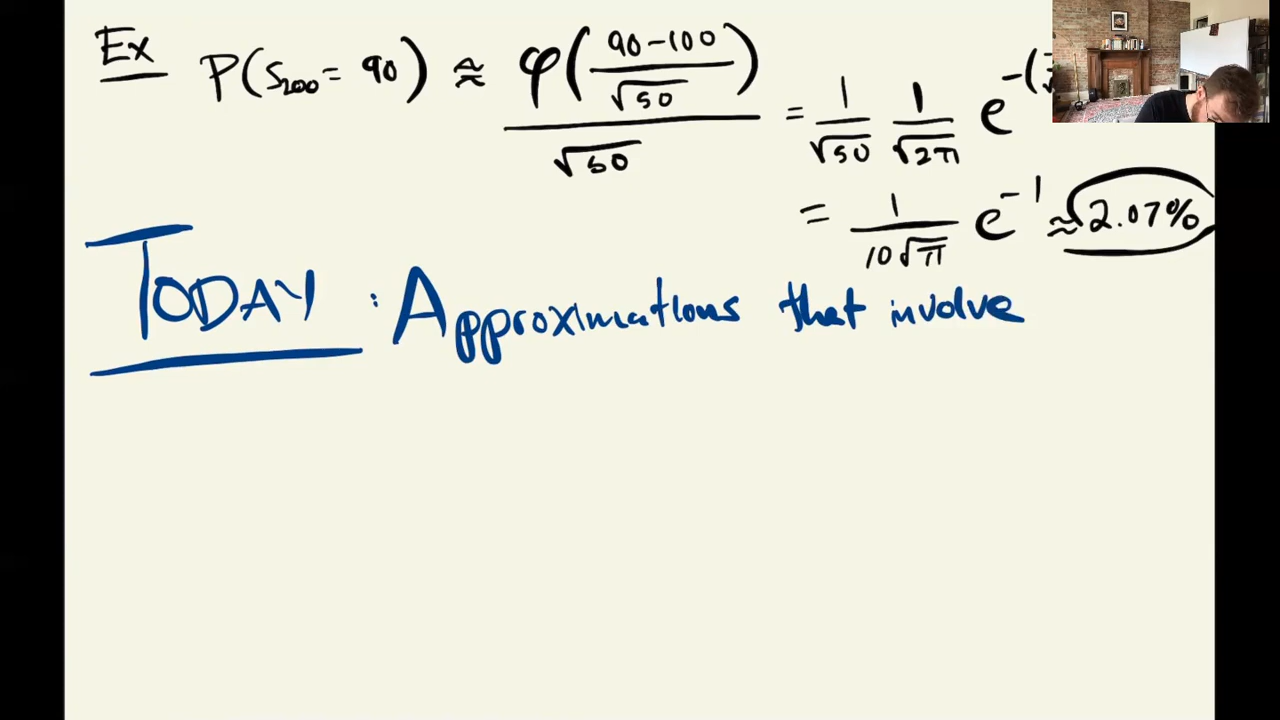 Ex P(S₂₀₀ = 90) ≈ φ((90-100)/√50)/√50 = 1/√50 1/√2π e^-(√
= 1/10√π e^-1 ≈ 2.07%
TODAY : Approximations that involve